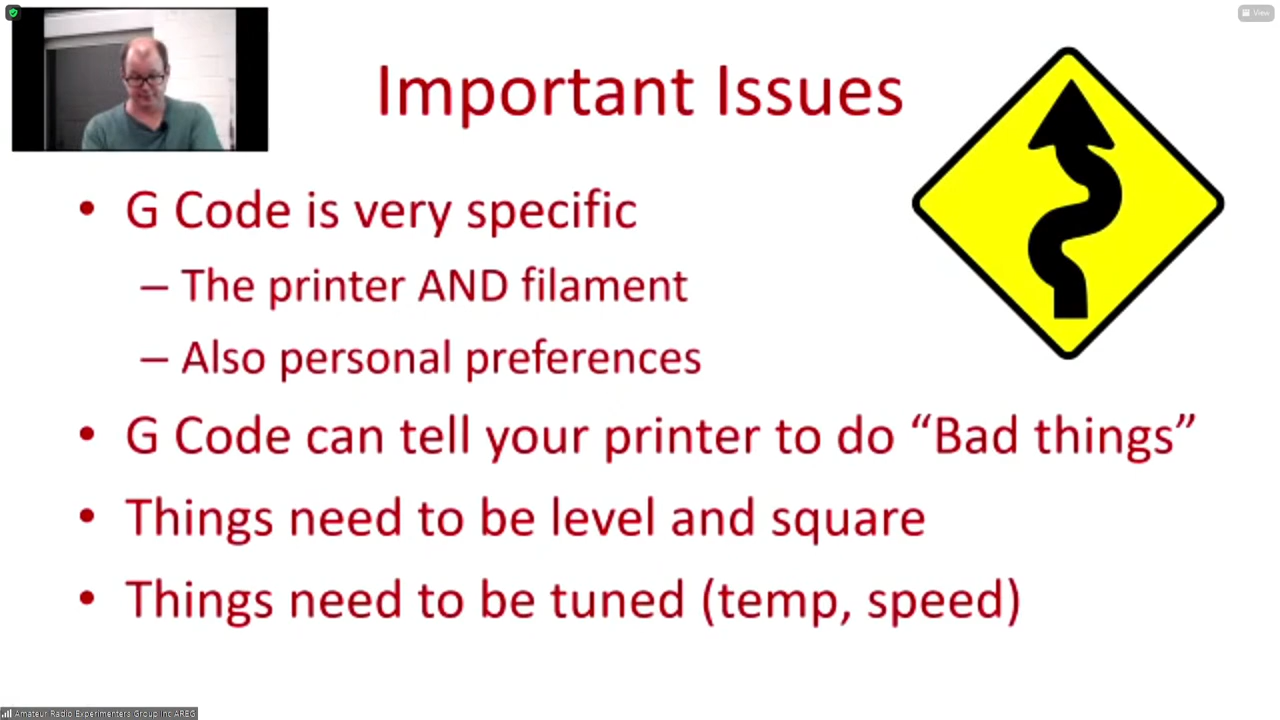 View
Important Issues
• G Code is very specific
– The printer AND filament
– Also personal preferences
• G Code can tell your printer to do “Bad things”
• Things need to be level and square
• Things need to be tuned (temp, speed)
Amateur Radio Experimenters Group Inc AREG